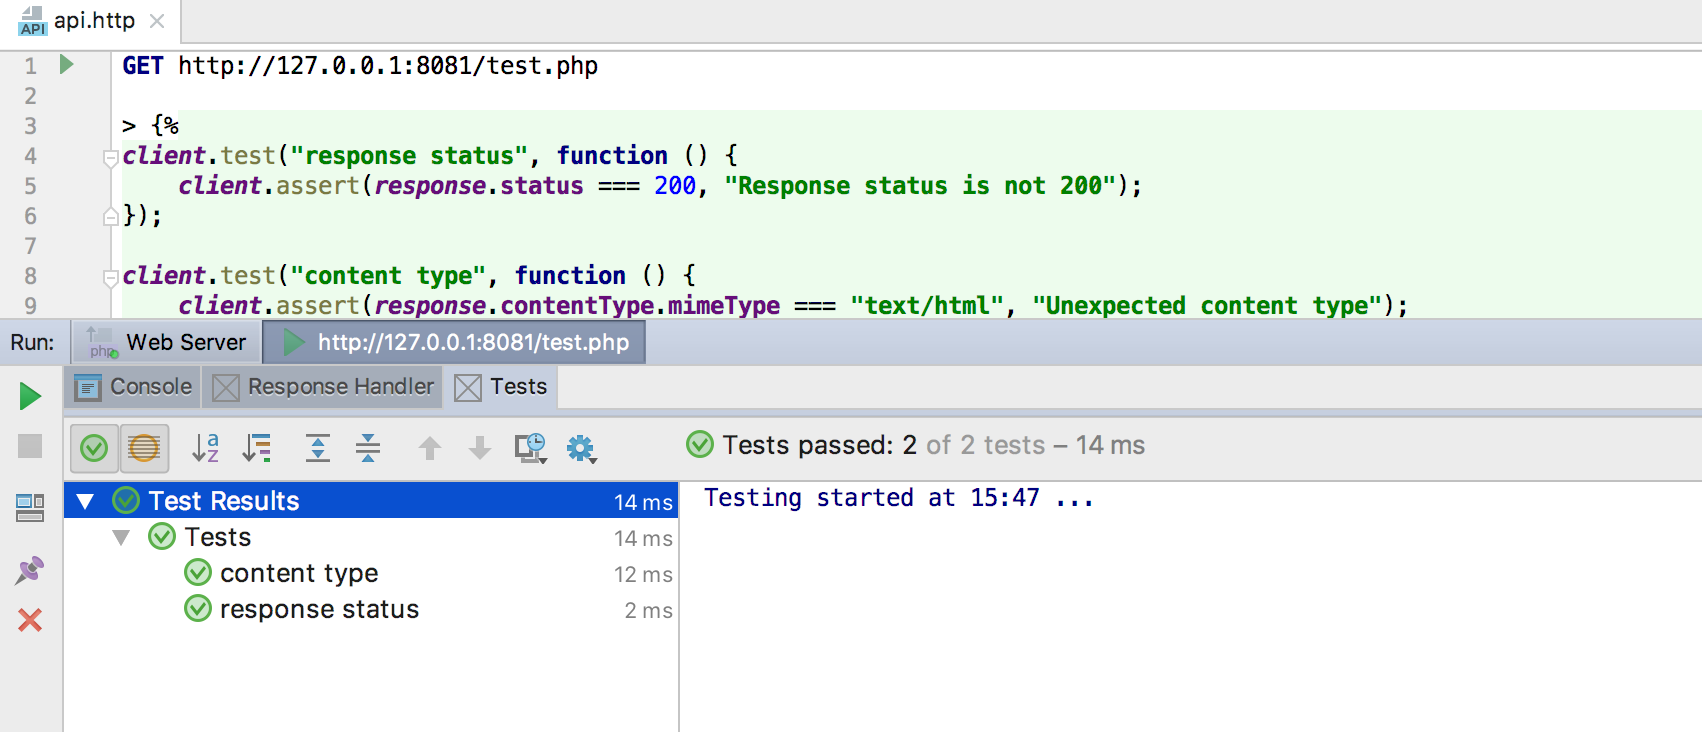 API api.http
1 GET http://127.0.0.1:8081/test.php
2
3 > {%
4 client.test("response status", function () {
5 client.assert(response.status === 200, "Response status is not 200");
6 });
7
8 client.test("content type", function () {
9 client.assert(response.contentType.mimeType === "text/html", "Unexpected content type");
Run: php Web Server http://127.0.0.1:8081/test.php
Console Response Handler Tests
a z Tests passed: 2 of 2 tests – 14 ms
Test Results 14 ms Testing started at 15:47 ...
Tests 14 ms
content type 12 ms
response status 2 ms